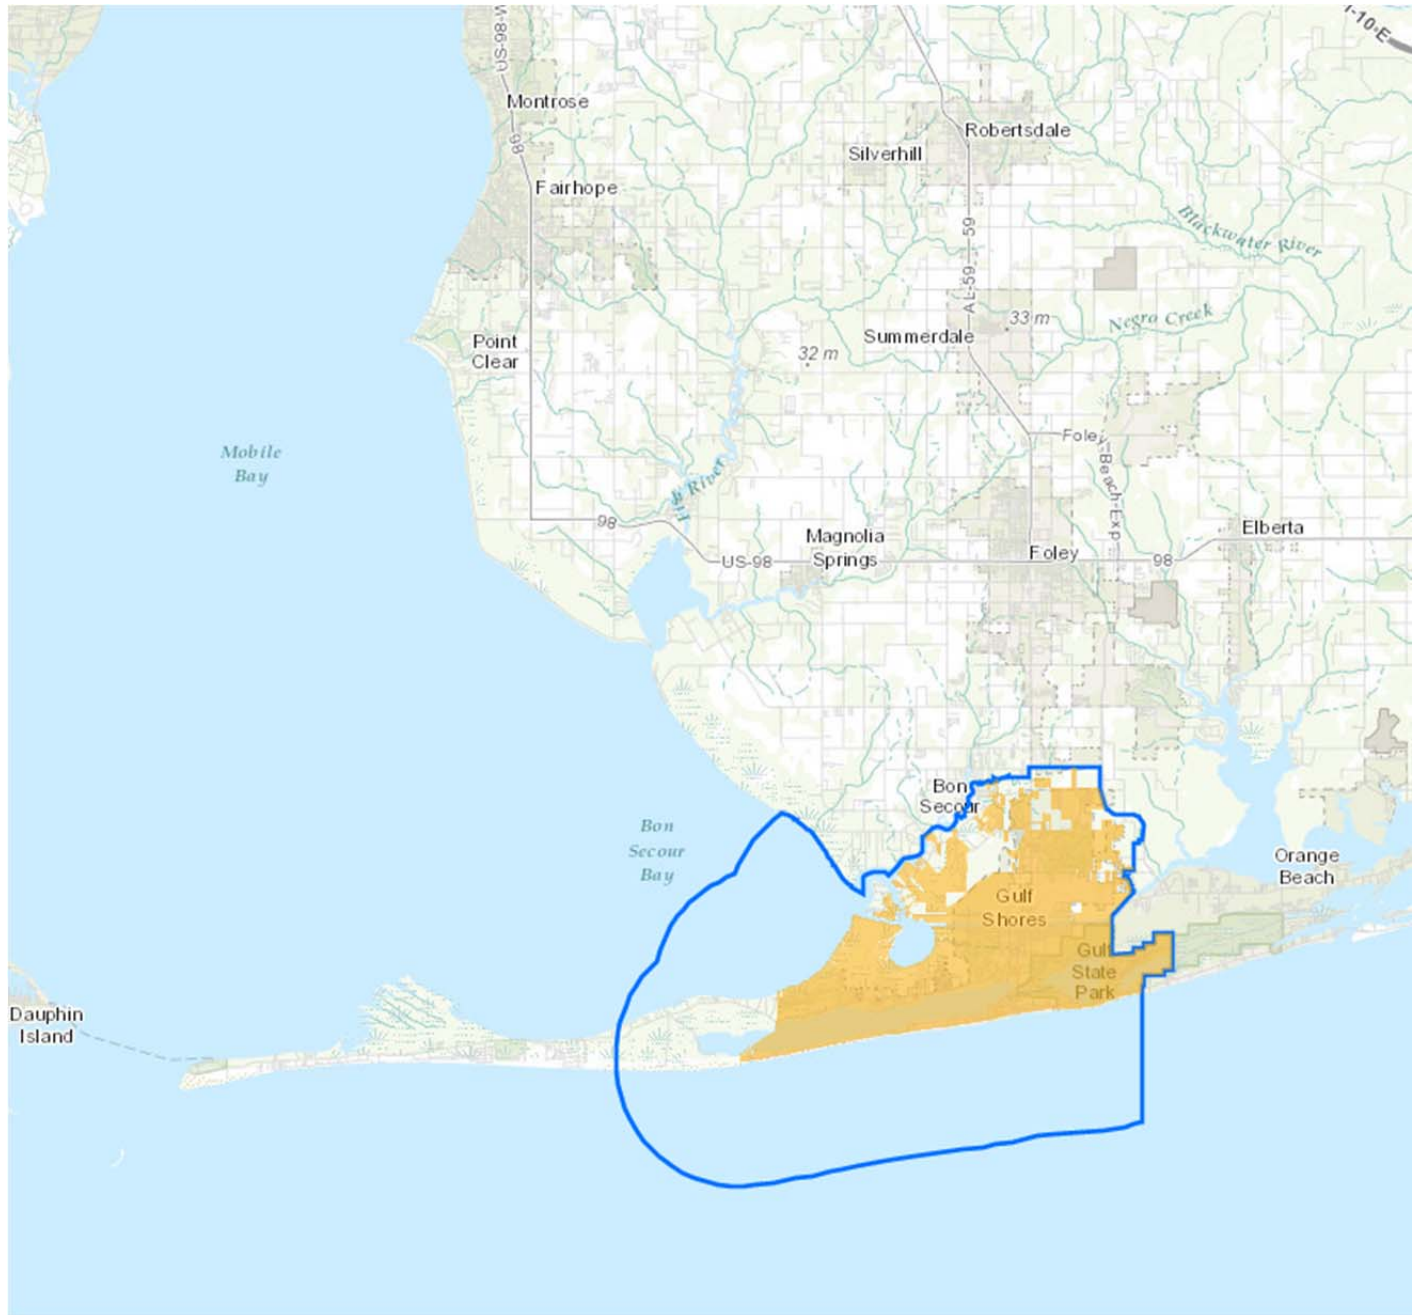 I-10-E
US-98-W
Montrose
98
Fairhope
Robertsdale
Silverhill
Blackwater River
AL-59
59
33 m
Negro Creek
Summerdale
32 m
Point
Clear
Foley-Beach-Exp
Mobile
Bay
Fish River
98
Magnolia
Springs
US-98
Foley
98
Elberta
Bon
Secour
Bon
Secour
Bay
Orange
Beach
Gulf
Shores
Gulf
State
Park
Dauphin
Island